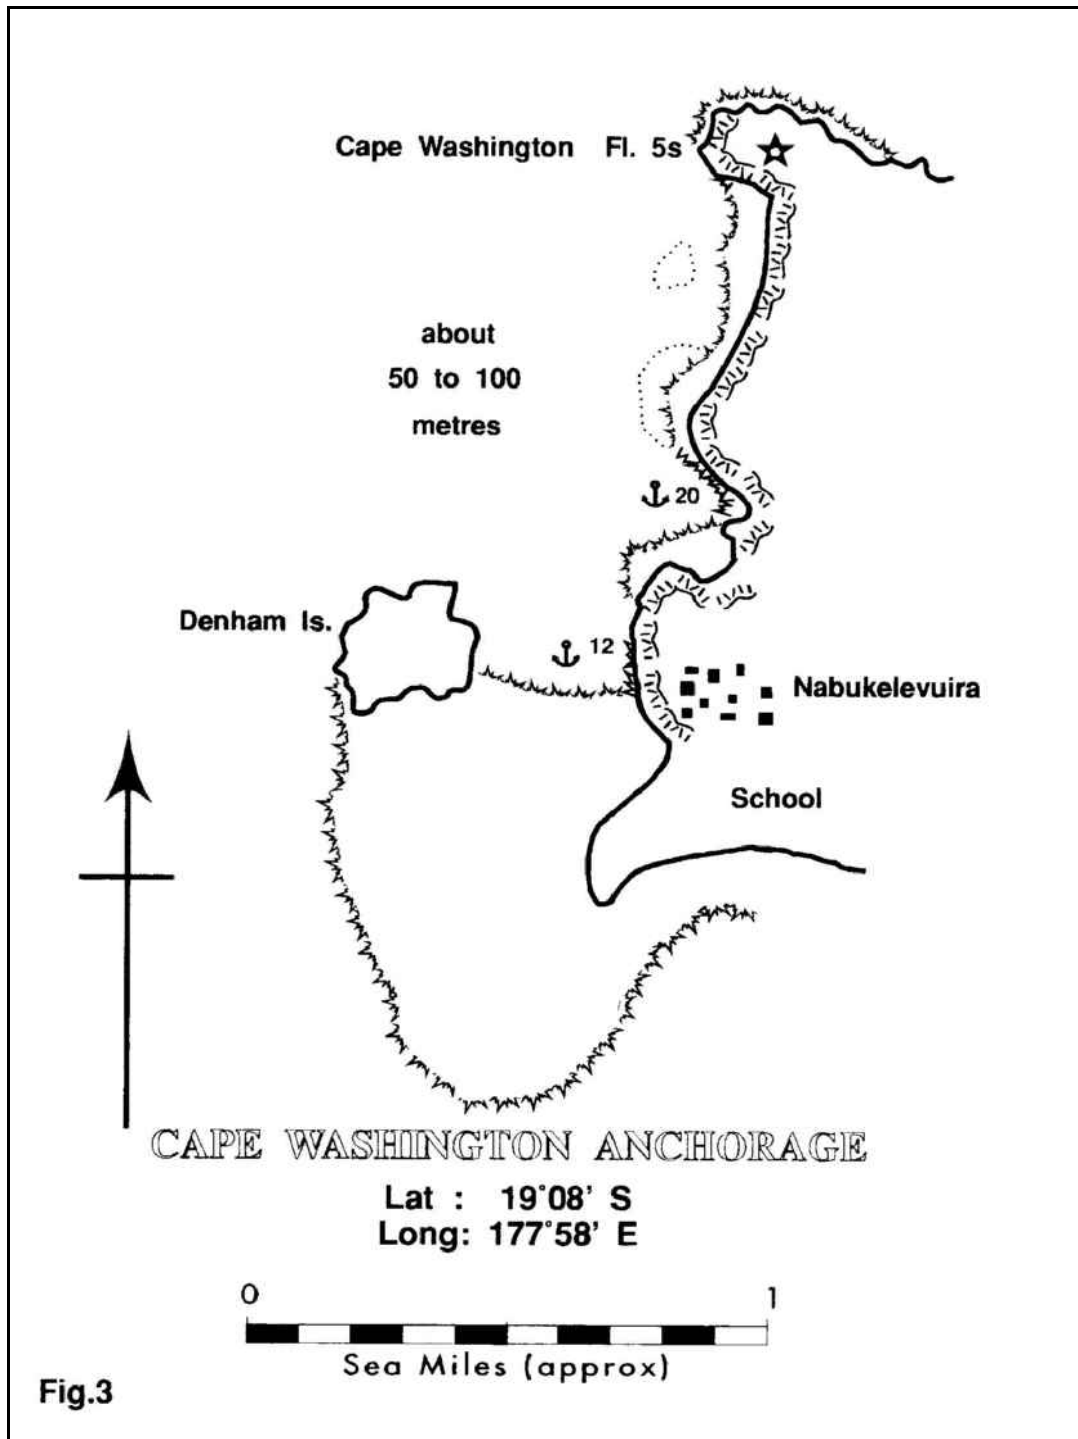 Cape Washington Fl. 5s
about
50 to 100
metres
20
Denham Is.
12
Nabukelevuira
School
CAPE WASHINGTON ANCHORAGE
Lat : 19°08' S
Long: 177°58' E
0 1
Sea Miles (approx)
Fig.3